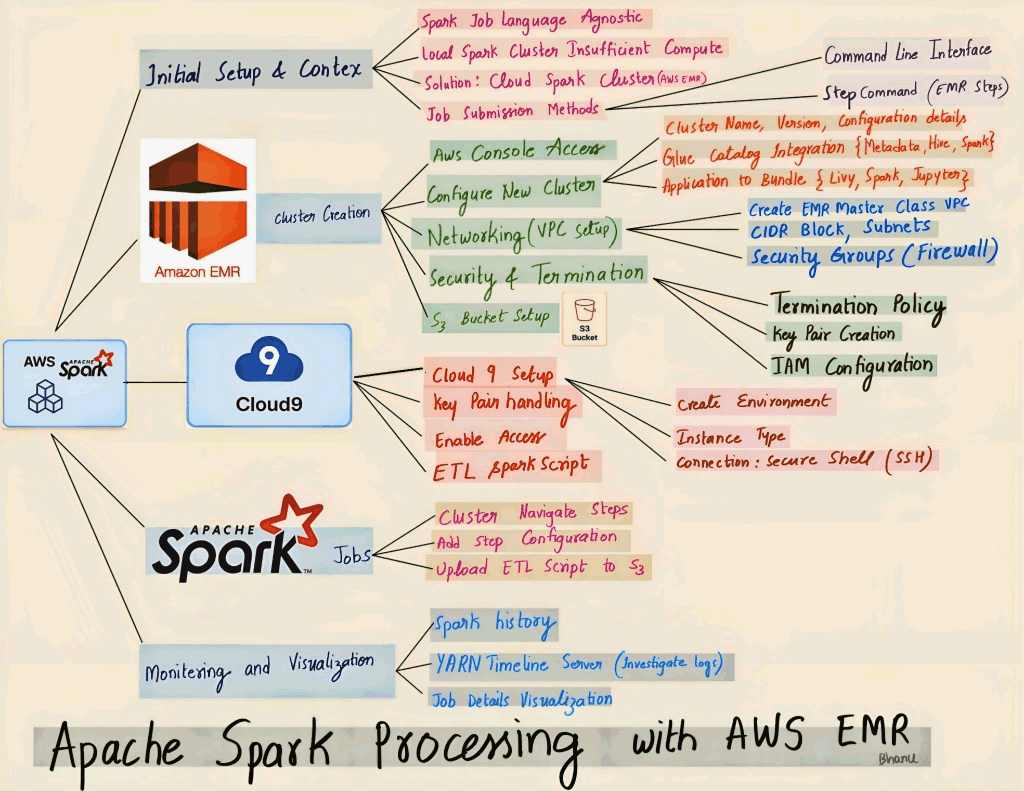 Spark Job Language Agnostic
Local Spark Cluster Insufficient Compute
Solution: Cloud Spark Cluster (AWS EMR)
Job Submission Methods
Initial Setup & Contex
Command Line Interface
Step Command (EMR Steps)
Amazon EMR
Cluster Creation
AWS Console Access
Configure New Cluster
Networking (VPC Setup)
Security & Termination
S3 Bucket Setup
S3
Bucket
Cluster Name, Version, Configuration details
Glue Catalog Integration {Metadata, Hive, Spark}
Application to Bundle { Livy, Spark, Jupyter}
Create EMR Master Class VPC
CIDR Block, Subnets
Security Groups (Firewall)
Termination Policy
Key Pair Creation
IAM Configuration
AWS APACHE Spark
9
Cloud9
Cloud 9 Setup
Key Pair handling
Enable Access
ETL Spark Script
Create Environment
Instance Type
Connection: Secure Shell (SSH)
APACHE
Spark TM Jobs
Cluster Navigate Steps
Add Step Configuration
Upload ETL Script to S3
Monitering and Visualization
Spark history
YARN Timeline Server (Investigate logs)
Job Details Visualization
Apache Spark Processing with AWS EMR
Bhanu